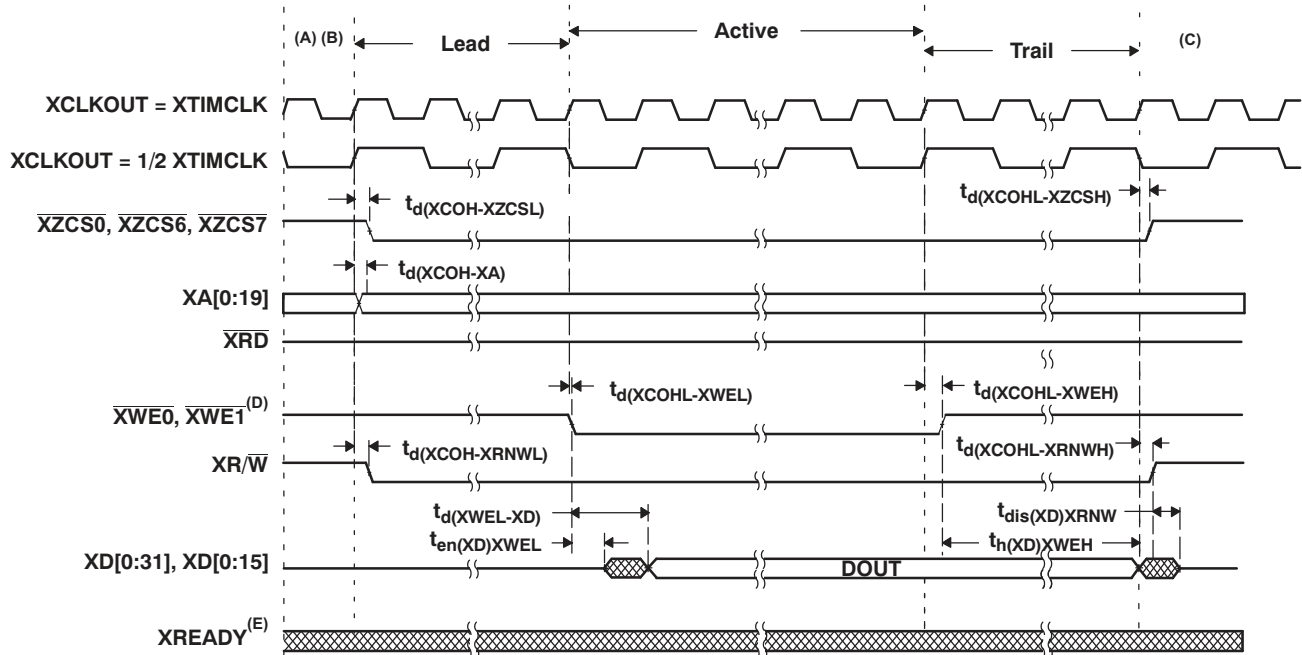 (A) (B)
Lead
Active
Trail
(C)
XCLKOUT = XTIMCLK
XCLKOUT = 1/2 XTIMCLK
td(XCOH-XZCSL)
td(XCOHL-XZCSH)
XZCS0, XZCS6, XZCS7
td(XCOH-XA)
XA[0:19]
XRD
td(XCOHL-XWEL)
td(XCOHL-XWEH)
XWE0, XWE1(D)
td(XCOH-XRNWL)
td(XCOHL-XRNWH)
XR/W
td(XWEL-XD)
tdis(XD)XRNW
ten(XD)XWEL
th(XD)XWEH
XD[0:31], XD[0:15]
DOUT
XREADY(E)